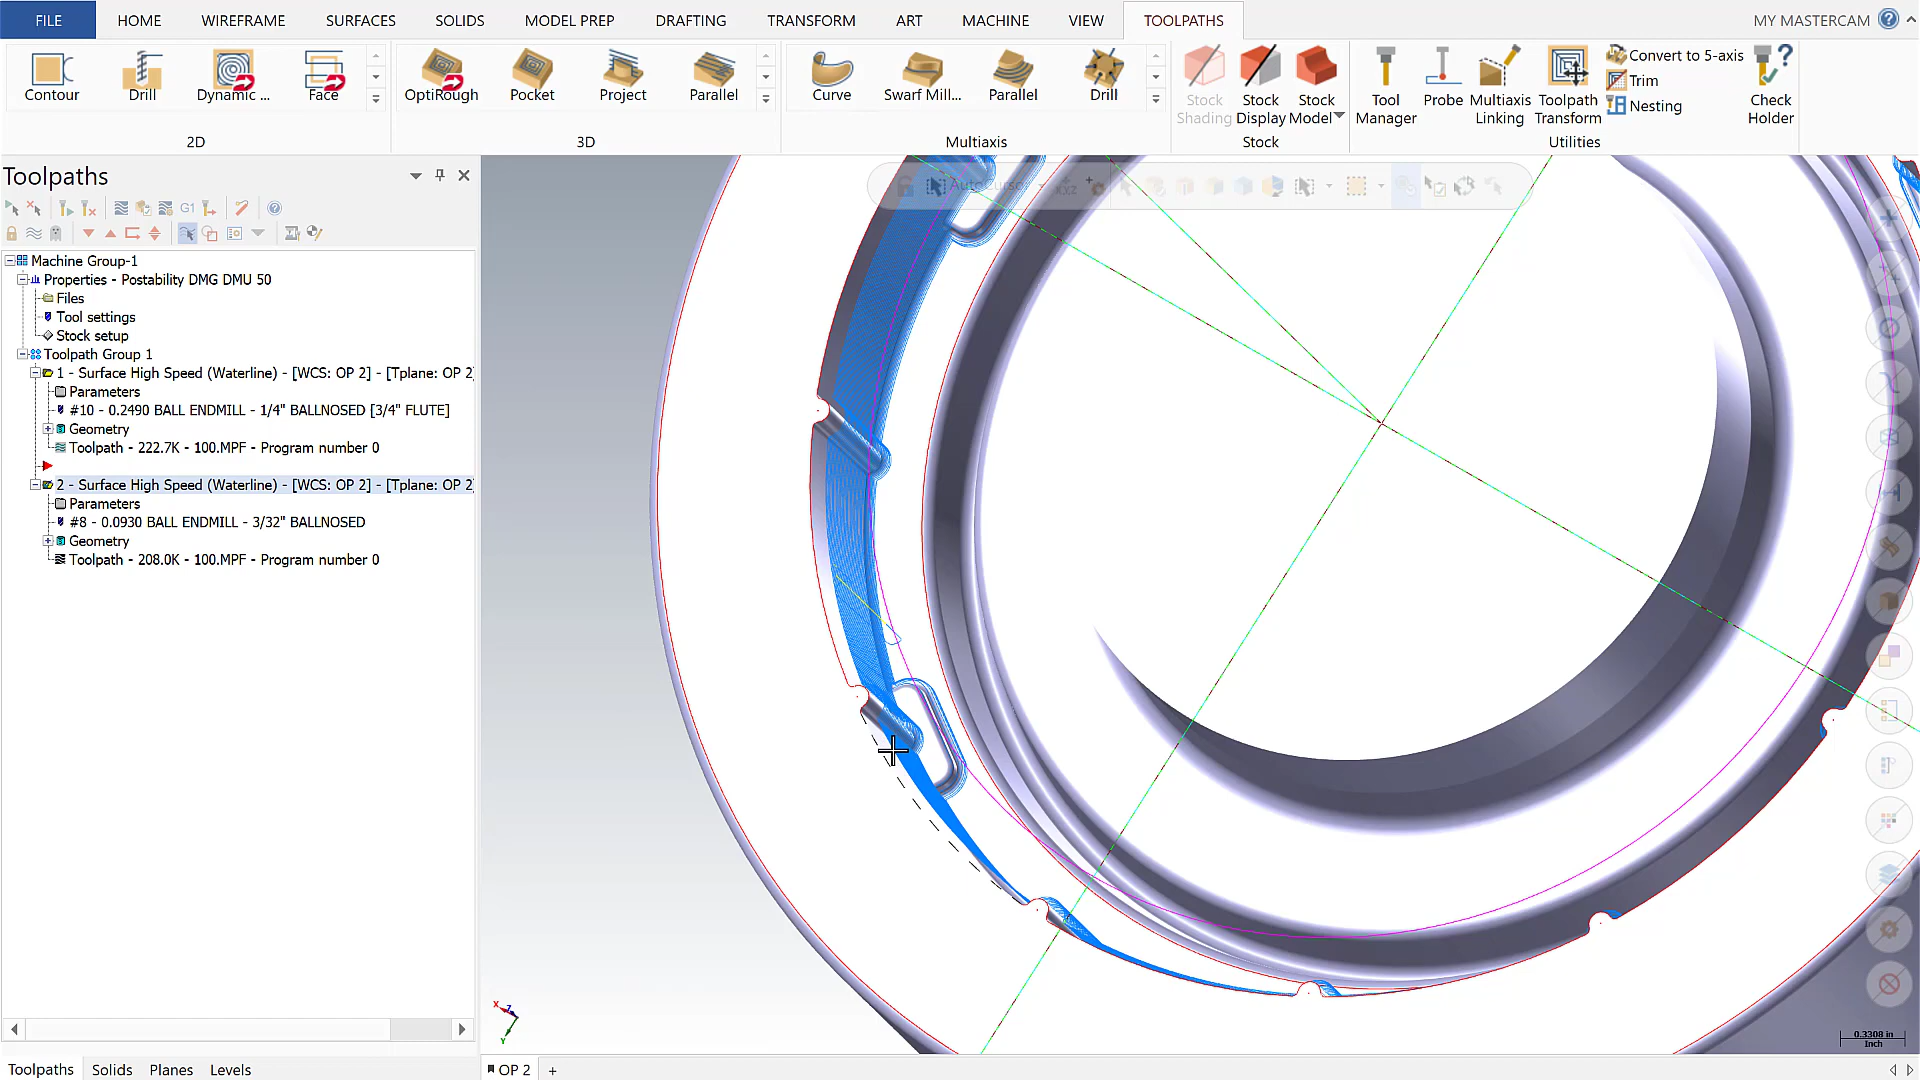 FILE HOME WIREFRAME SURFACES SOLIDS MODEL PREP DRAFTING TRANSFORM ART MACHINE VIEW TOOLPATHS MY MASTERCAM
Contour Drill Dynamic ... Face
2D
OptiRough Pocket Project Parallel
3D
Curve Swarf Mill... Parallel Drill
Multiaxis
Stock Shading
Stock Display
Stock Model
Stock
Tool Manager
Probe
Multiaxis Linking
Toolpath Transform
Convert to 5-axis
Trim
Nesting
Utilities
Check Holder
Toolpaths
G1
AutoCursor
XYZ
Machine Group-1
Properties - Postability DMG DMU 50
Files
Tool settings
Stock setup
Toolpath Group 1
1 - Surface High Speed (Waterline) - [WCS: OP 2] - [Tplane: OP 2]
Parameters
#10 - 0.2490 BALL ENDMILL - 1/4" BALLNOSED [3/4" FLUTE]
Geometry
Toolpath - 222.7K - 100.MPF - Program number 0
2 - Surface High Speed (Waterline) - [WCS: OP 2] - [Tplane: OP 2]
Parameters
#8 - 0.0930 BALL ENDMILL - 3/32" BALLNOSED
Geometry
Toolpath - 208.0K - 100.MPF - Program number 0
X Z
Y
0.3308 in
Inch
Toolpaths Solids Planes Levels
OP 2 +